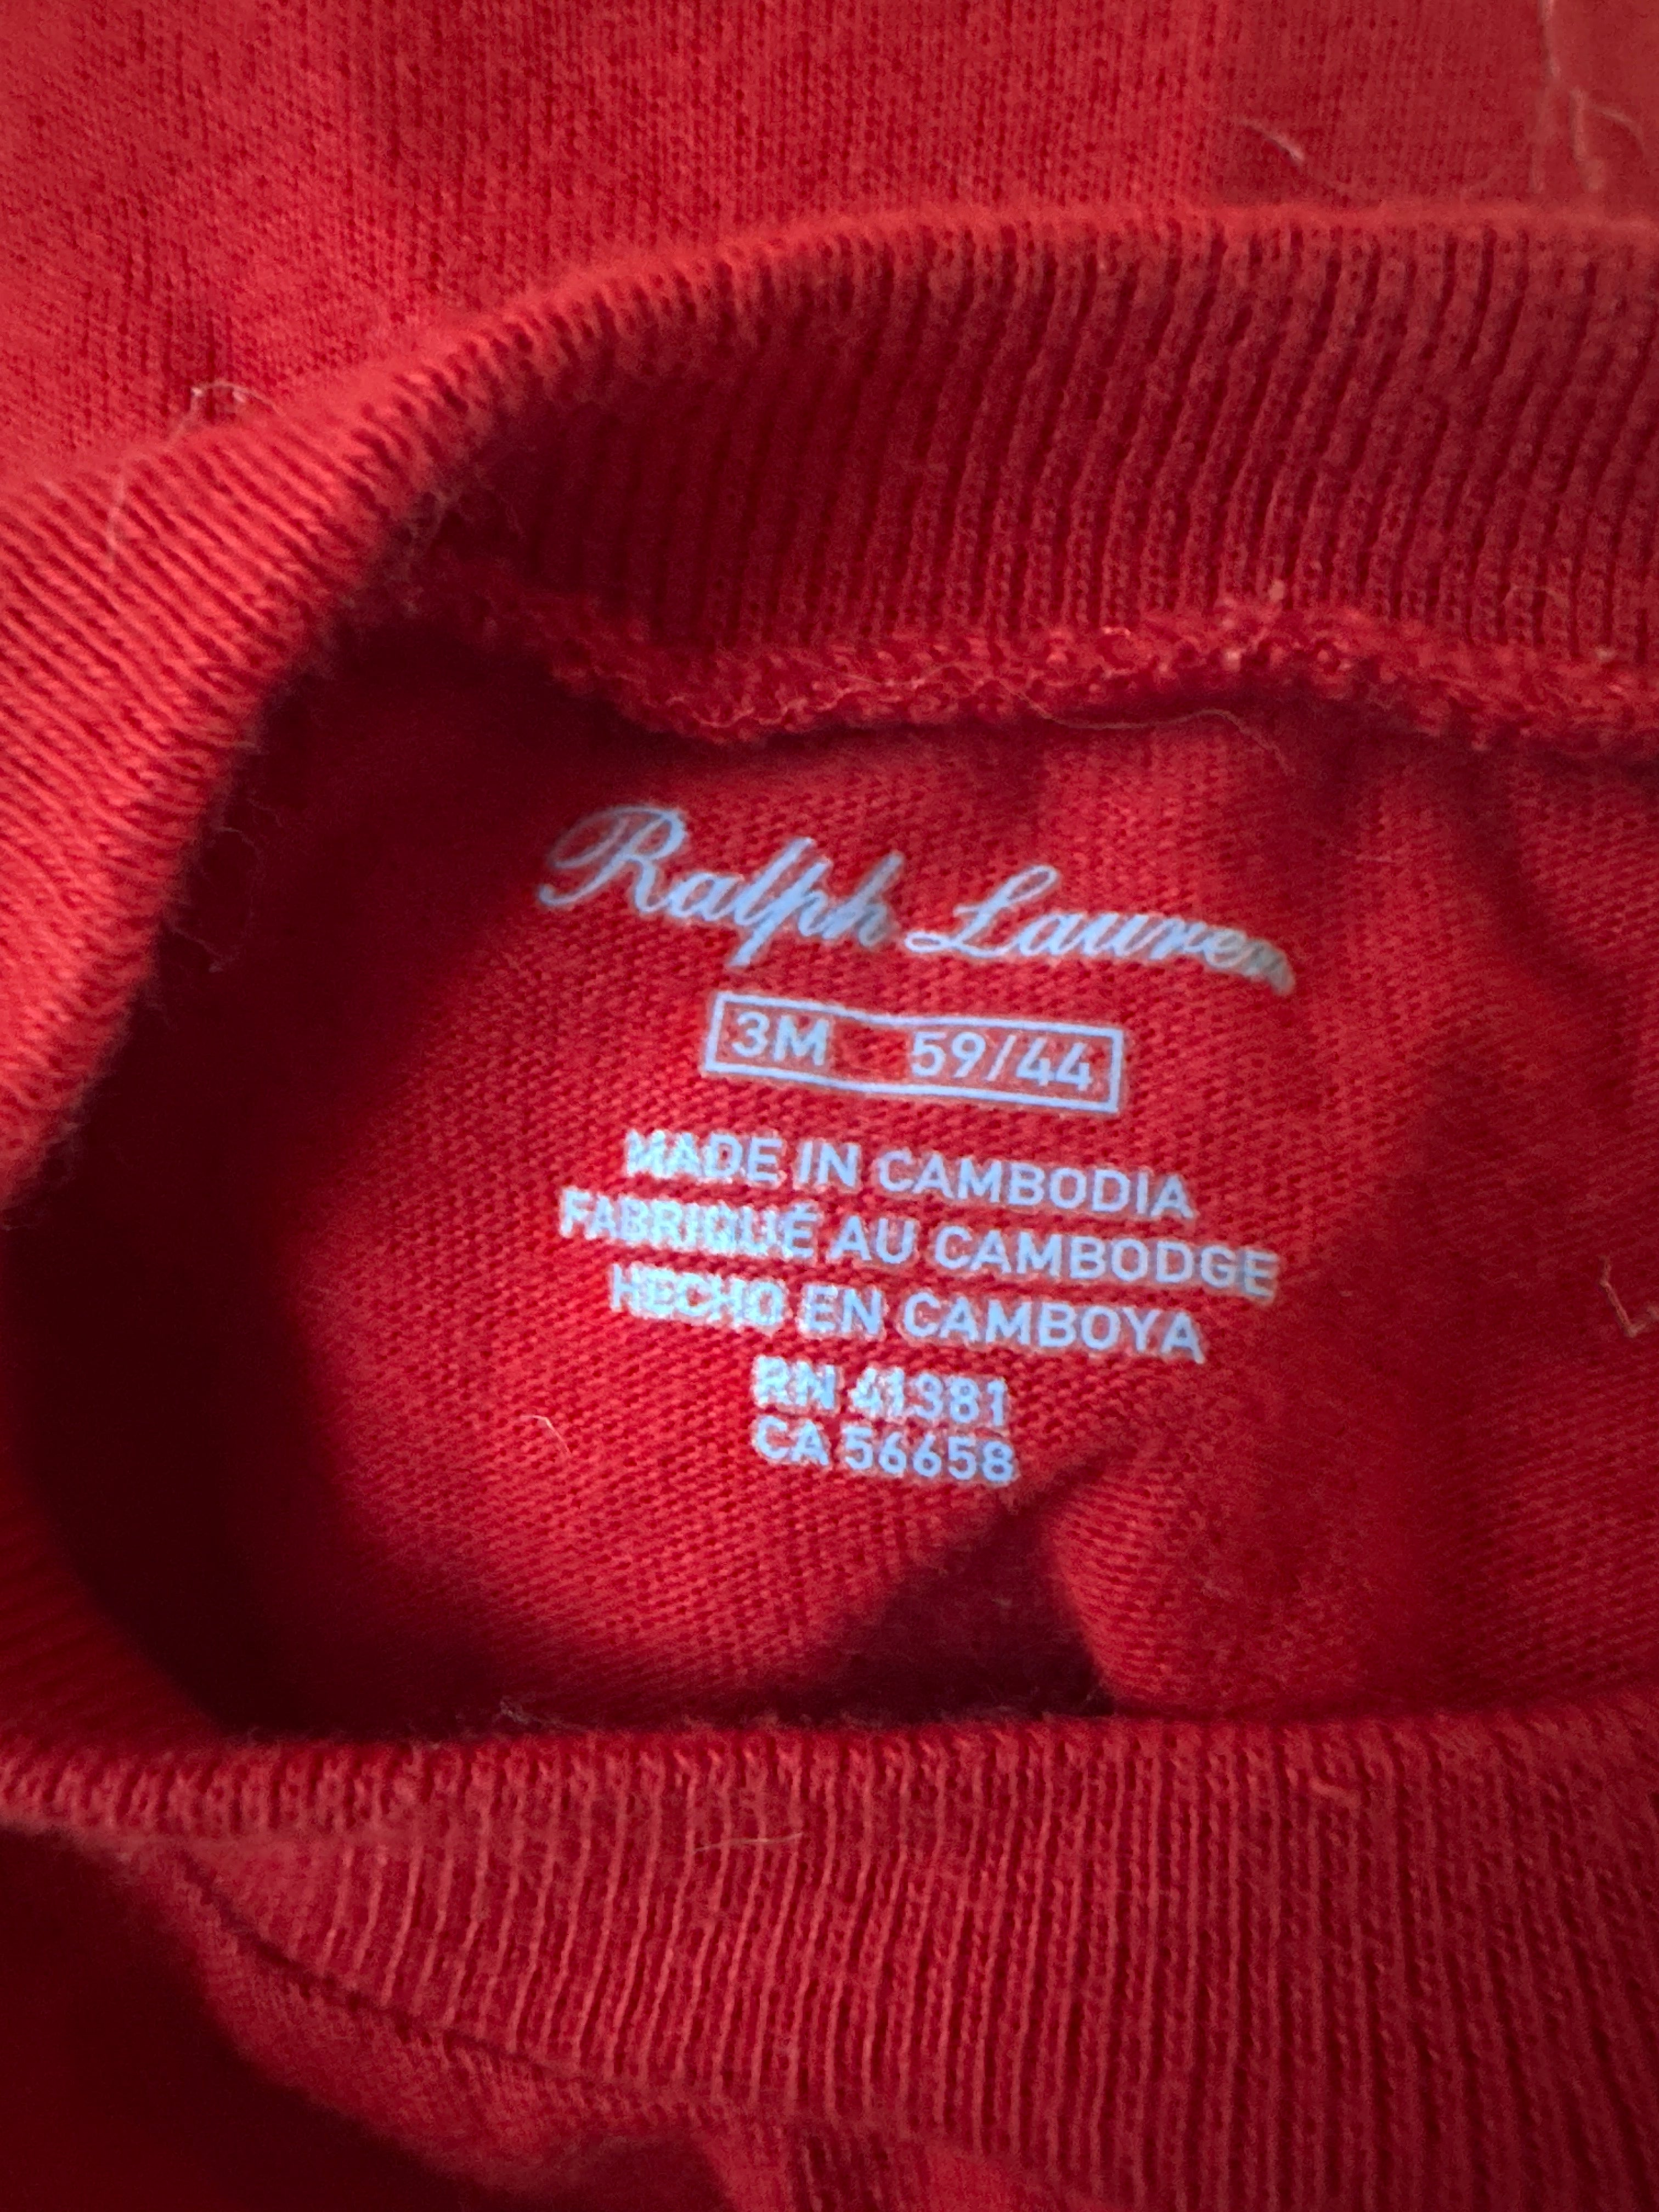 Ralph Lauren
3M 59/44
MADE IN CAMBODIA
FABRIQUÉ AU CAMBODGE
HECHO EN CAMBOYA
RN 41381
CA 56658